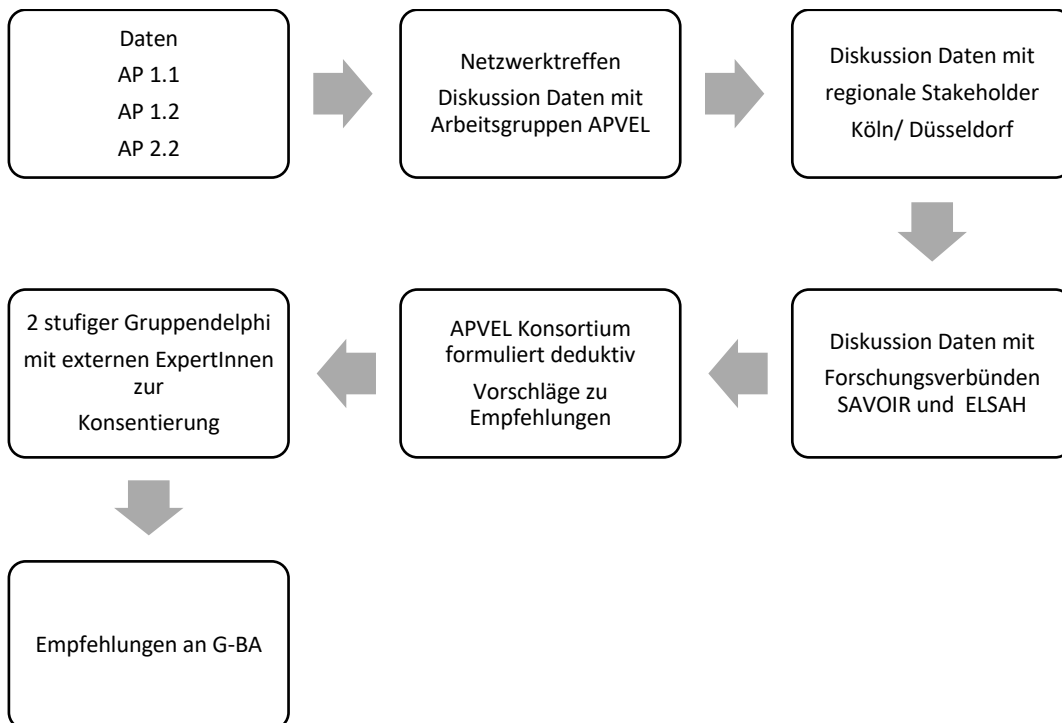 Daten
AP 1.1
AP 1.2
AP 2.2
Netzwerktreffen
Diskussion Daten mit
Arbeitsgruppen APVEL
Diskussion Daten mit
regionale Stakeholder
Köln/ Düsseldorf
Diskussion Daten mit
Forschungsverbünden
SAVOIR und ELSAH
APVEL Konsortium
formuliert deduktiv
Vorschläge zu
Empfehlungen
2 stufiger Gruppendelphi
mit externen ExpertInnen
zur
Konsentierung
Empfehlungen an G-BA